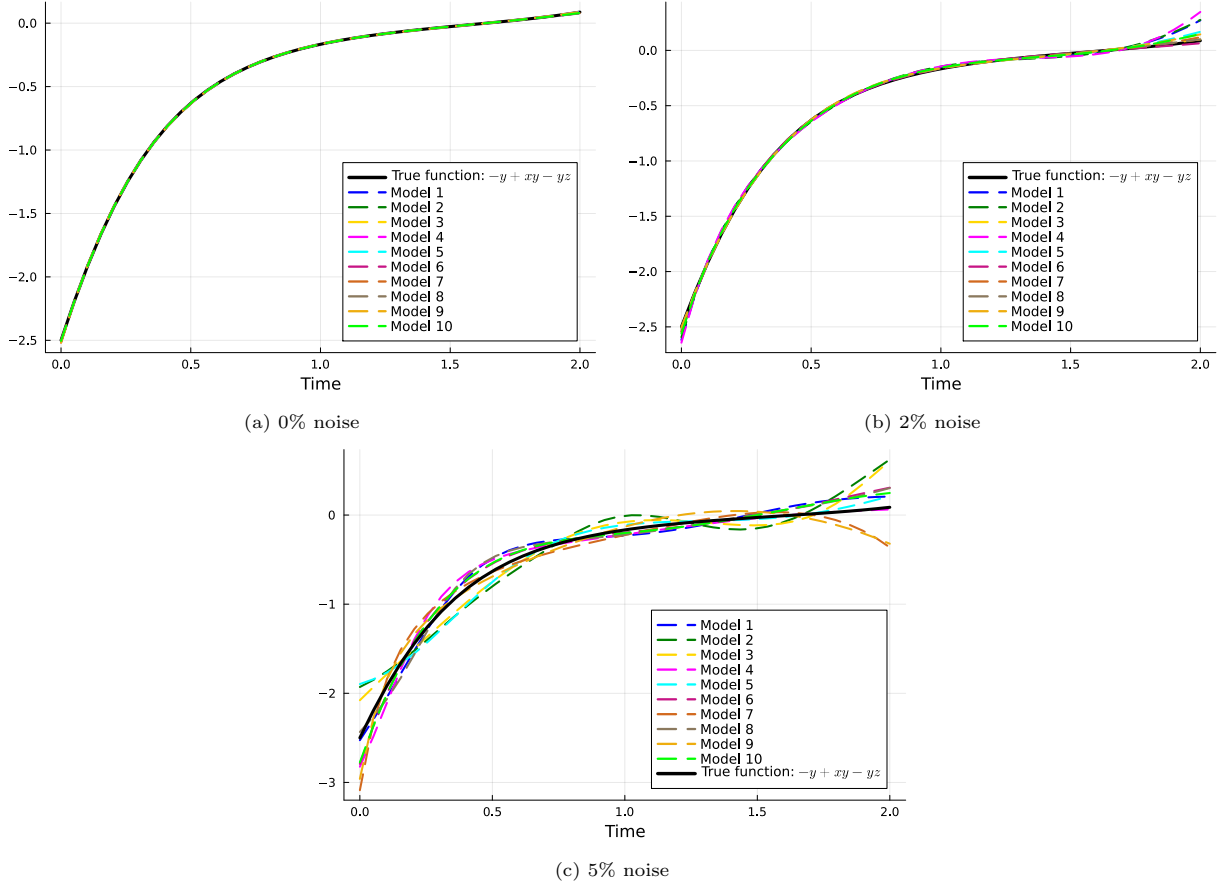 0.0
−0.5
−1.0
−1.5
−2.0
−2.5
0.0 0.5 1.0 1.5 2.0
Time
True function: −y + xy − yz
Model 1
Model 2
Model 3
Model 4
Model 5
Model 6
Model 7
Model 8
Model 9
Model 10
(a) 0% noise
0.0
−0.5
−1.0
−1.5
−2.0
−2.5
0.0 0.5 1.0 1.5 2.0
Time
True function: −y + xy − yz
Model 1
Model 2
Model 3
Model 4
Model 5
Model 6
Model 7
Model 8
Model 9
Model 10
(b) 2% noise
0
−1
−2
−3
0.0 0.5 1.0 1.5 2.0
Time
Model 1
Model 2
Model 3
Model 4
Model 5
Model 6
Model 7
Model 8
Model 9
Model 10
True function: −y + xy − yz
(c) 5% noise